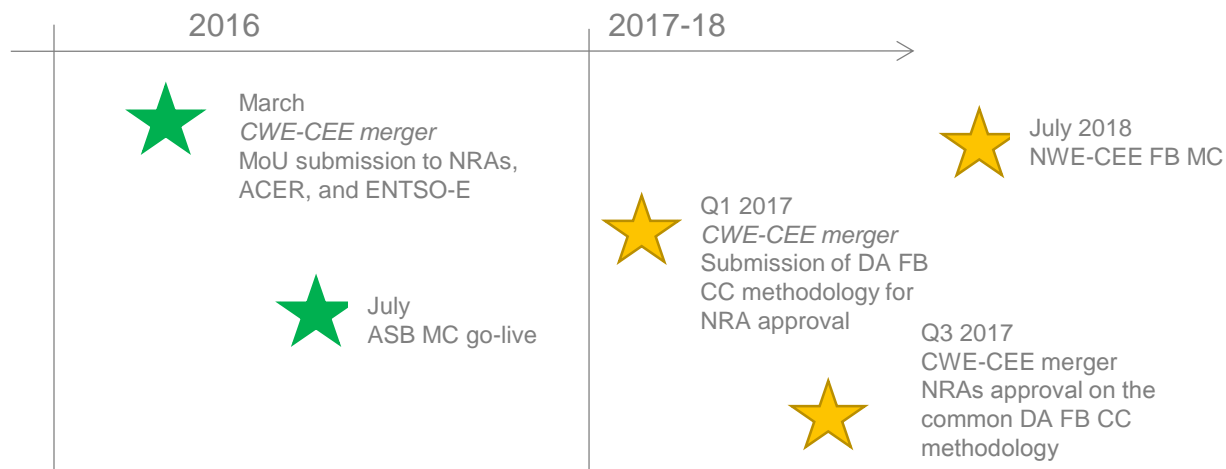 2016
2017-18
March
CWE-CEE merger
MoU submission to NRAs,
ACER, and ENTSO-E
July
ASB MC go-live
Q1 2017
CWE-CEE merger
Submission of DA FB
CC methodology for
NRA approval
July 2018
NWE-CEE FB MC
Q3 2017
CWE-CEE merger
NRAs approval on the
common DA FB CC
methodology